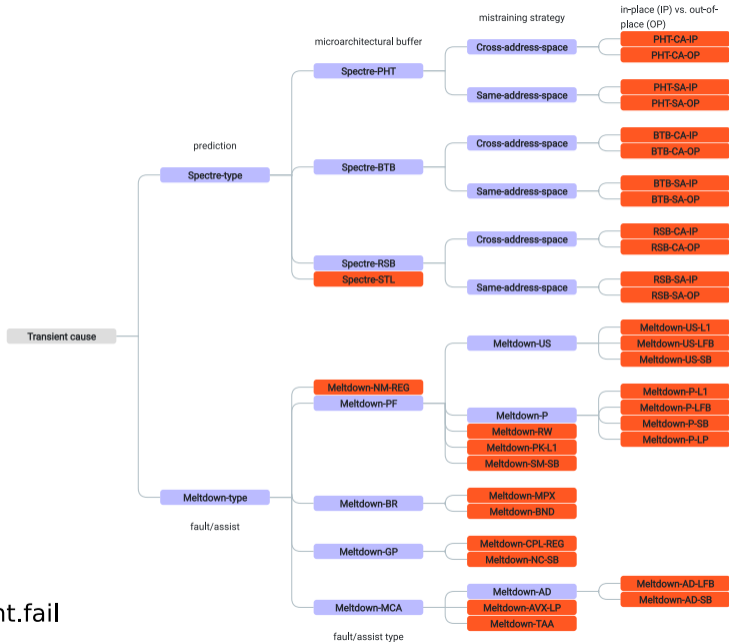 in-place (IP) vs. out-of-
place (OP)
mistraining strategy
microarchitectural buffer
prediction
PHT-CA-IP
Cross-address-space
PHT-CA-OP
Spectre-PHT
PHT-SA-IP
Same-address-space
PHT-SA-OP
BTB-CA-IP
Cross-address-space
BTB-CA-OP
Spectre-BTB
Spectre-type
BTB-SA-IP
Same-address-space
BTB-SA-OP
RSB-CA-IP
Cross-address-space
RSB-CA-OP
Spectre-RSB
Spectre-STL
RSB-SA-IP
Same-address-space
RSB-SA-OP
Transient cause
Meltdown-US-L1
Meltdown-US
Meltdown-US-LFB
Meltdown-US-SB
Meltdown-NM-REG
Meltdown-PF
Meltdown-P-L1
Meltdown-P-LFB
Meltdown-P
Meltdown-P-SB
Meltdown-P-LP
Meltdown-RW
Meltdown-PK-L1
Meltdown-SM-SB
Meltdown-type
Meltdown-BR
Meltdown-MPX
Meltdown-BND
fault/assist
Meltdown-GP
Meltdown-CPL-REG
Meltdown-NC-SB
Meltdown-AD-LFB
Meltdown-AD
Meltdown-AD-SB
Meltdown-MCA
Meltdown-AVX-LP
Meltdown-TAA
nt.fail
fault/assist type